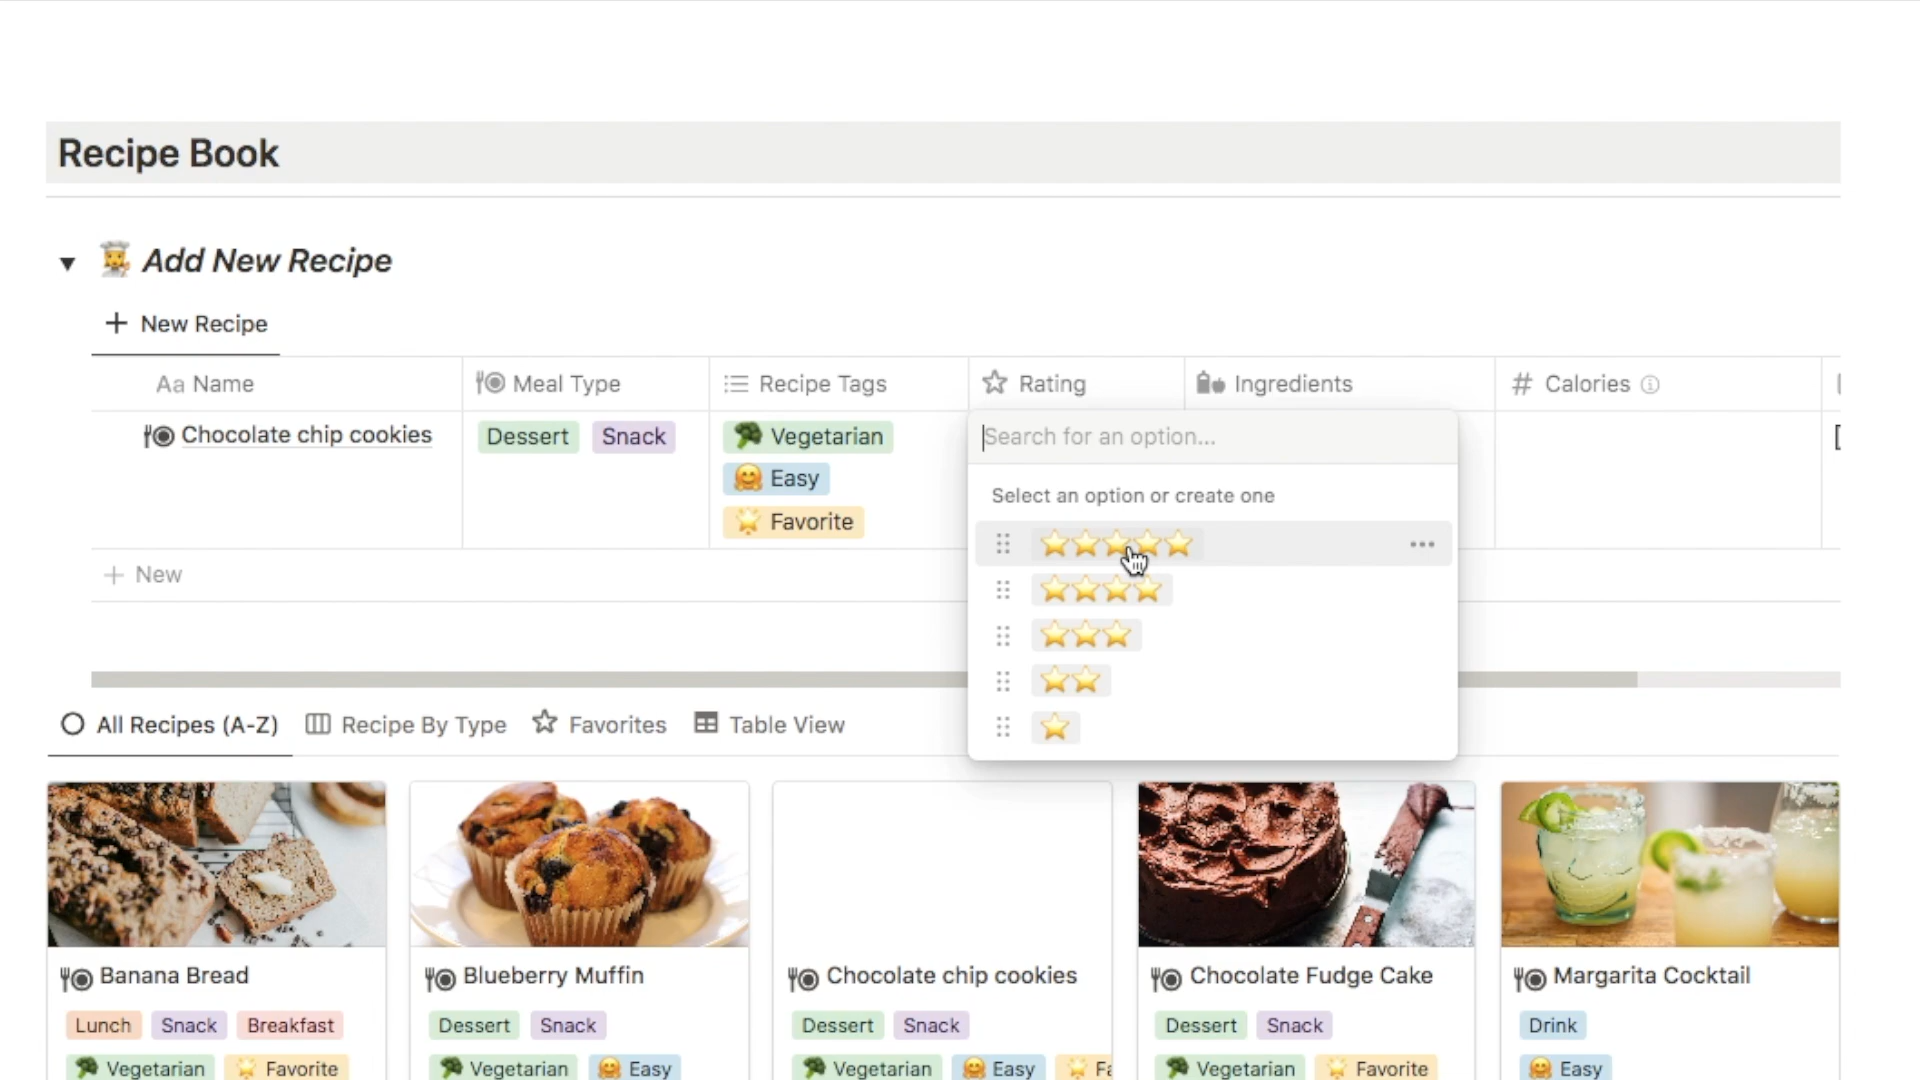 Recipe Book
Add New Recipe
New Recipe
Aa Name Meal Type Recipe Tags Rating Ingredients Calories
Chocolate chip cookies Dessert Snack Vegetarian Search for an option...
Easy
Select an option or create one
Favorite
New
All Recipes (A-Z) Recipe By Type Favorites Table View
Banana Bread Blueberry Muffin Chocolate chip cookies Chocolate Fudge Cake Margarita Cocktail
Lunch Snack Breakfast Dessert Snack Dessert Snack Dessert Snack Drink
Vegetarian Favorite Vegetarian Easy Vegetarian Easy Fa Vegetarian Favorite Easy